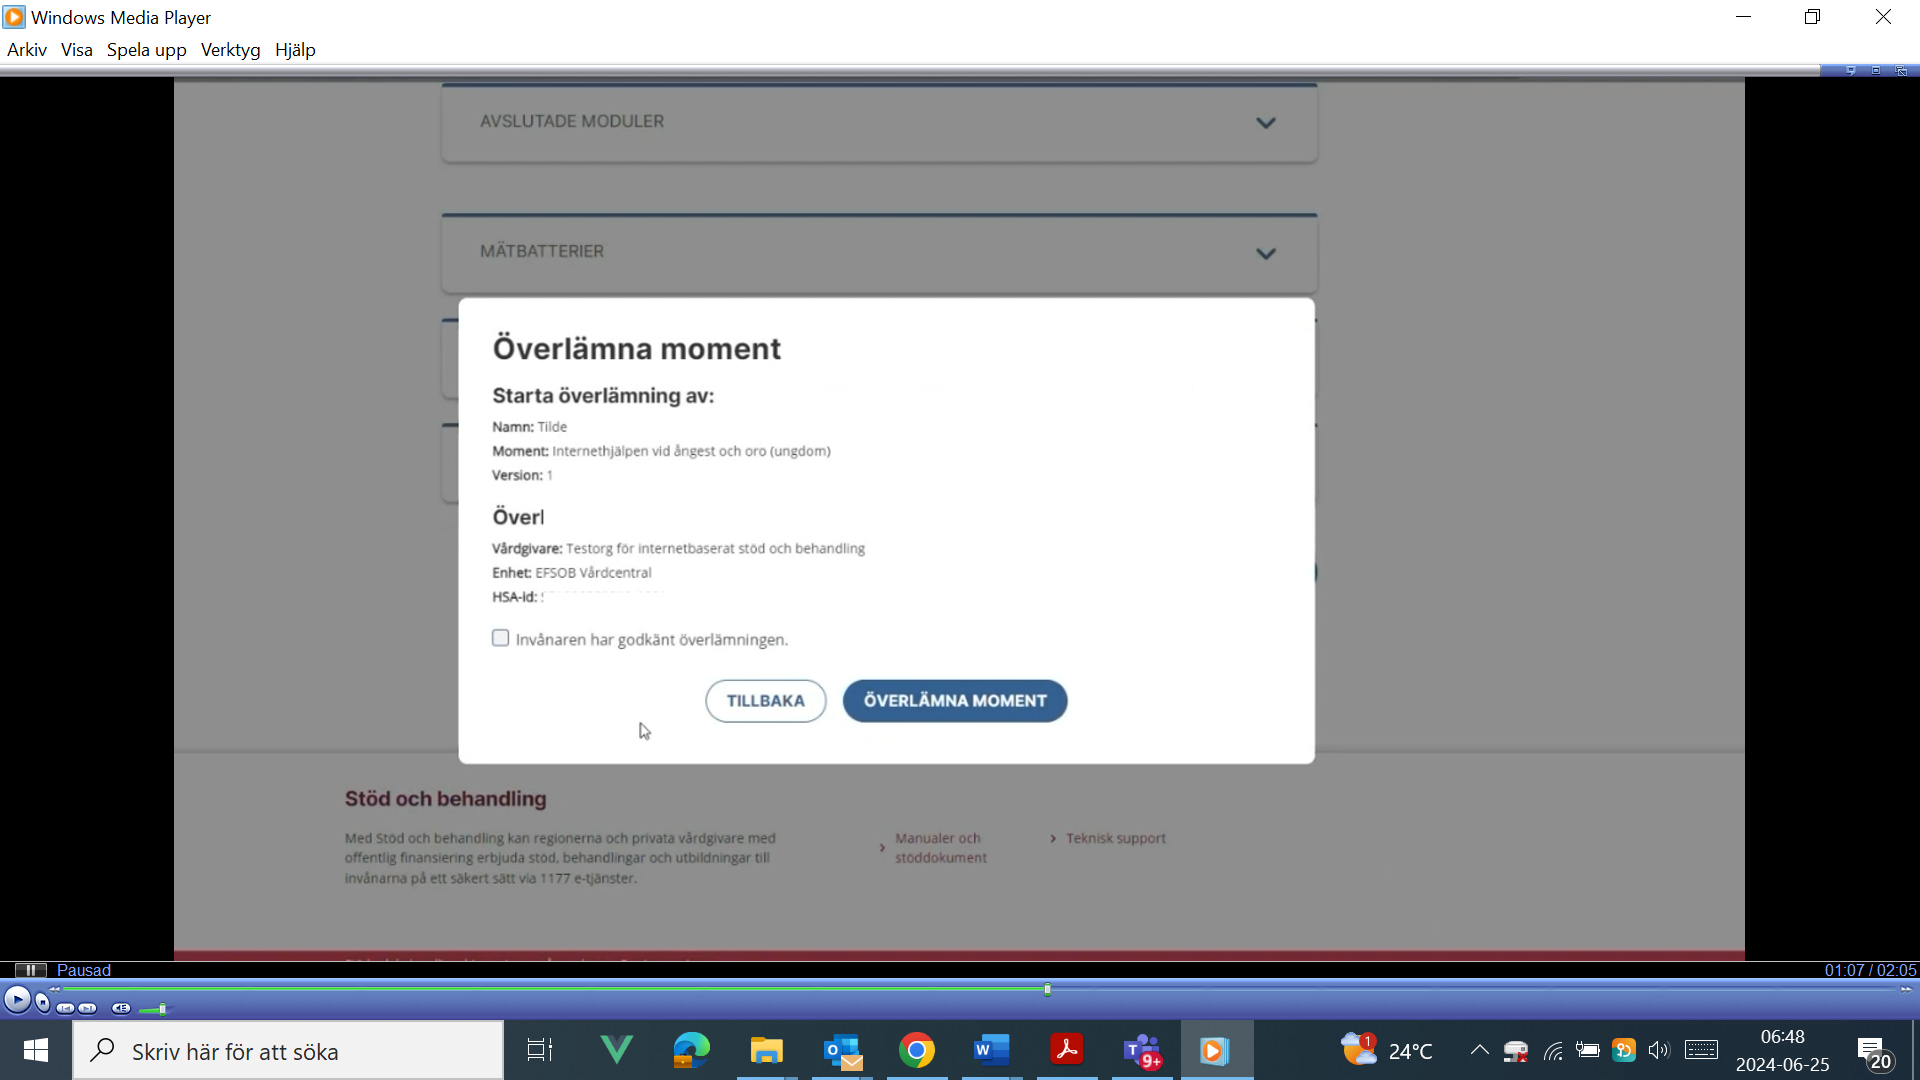 Windows Media Player
Arkiv Visa Spela upp Verktyg Hjälp
AVSLUTADE MODULER
MÄTBATTERIER
Överlämna moment
Starta överlämning av:
Namn: Tilde
Moment: Internethjälpen vid ångest och oro (ungdom)
Version: 1
Överl
Vårdgivare: Testorg för internetbaserat stöd och behandling
Enhet: EFSOB Vårdcentral
HSA-id:
Invånaren har godkänt överlämningen.
TILLBAKA ÖVERLÄMNA MOMENT
Stöd och behandling
Med Stöd och behandling kan regionerna och privata vårdgivare med
offentlig finansiering erbjuda stöd, behandlingar och utbildningar till
invånarna på ett säkert sätt via 1177 e-tjänster.
Manualer och
stöddokument
Teknisk support
Pausad 01:07 / 02:05
Skriv här för att söka
9+
1
24°C
06:48
2024-06-25
20